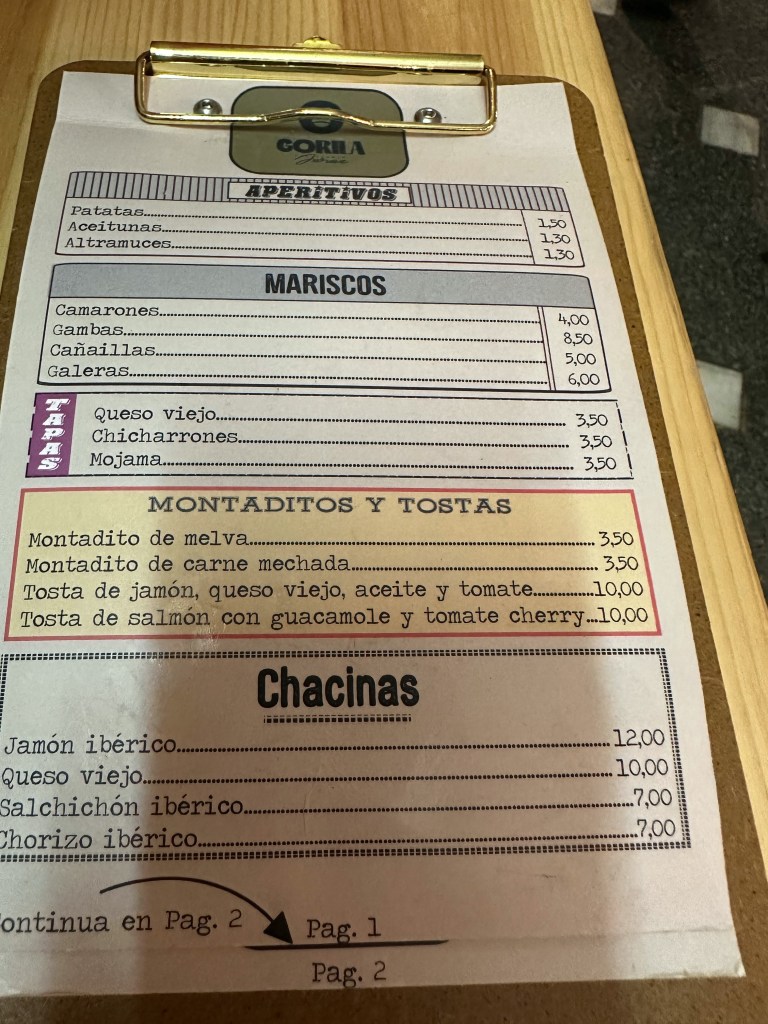 GORILA
APERITIVOS
Patatas 1,50
Aceitunas 1,30
Altramuces 1,30
MARISCOS
Camarones 4,00
Gambas 8,50
Cañaillas 5,00
Galeras 6,00
TAPAS
Queso viejo 3,50
Chicharrones 3,50
Mojama 3,50
MONTADITOS Y TOSTAS
Montadito de melva 3,50
Montadito de carne mechada 3,50
Tosta de jamón, queso viejo, aceite y tomate 10,00
Tosta de salmón con guacamole y tomate cherry 10,00
Chacinas
Jamón ibérico 12,00
Queso viejo 10,00
Salchichón ibérico 7,00
Chorizo ibérico 7,00
ontinua en Pag. 2
Pag. 1
Pag. 2